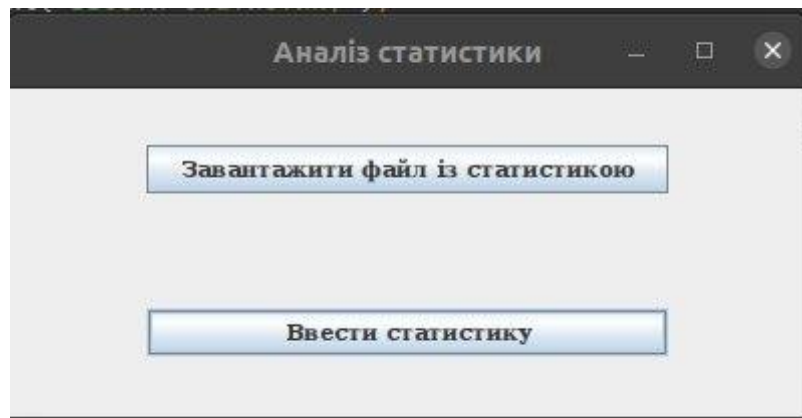 Аналіз статистики
Завантажити файл із статистикою
Ввести статистику